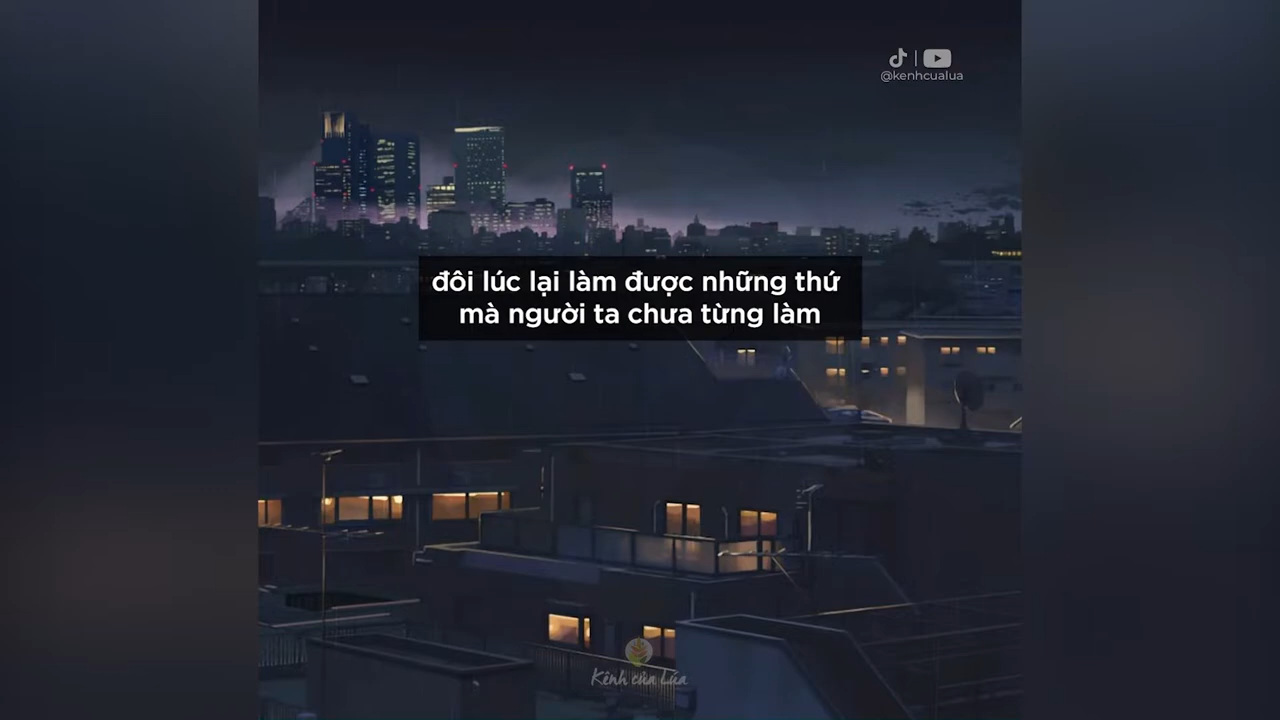 @kenhcualua
đôi lúc lại làm được những thứ
mà người ta chưa từng làm
Kênh của Lúa